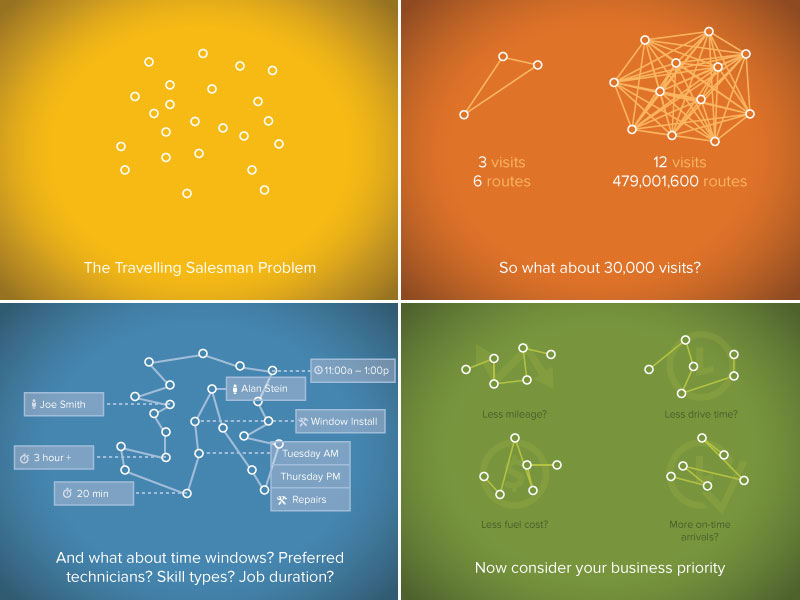 The Travelling Salesman Problem
3 visits
6 routes
12 visits
479,001,600 routes
So what about 30,000 visits?
11:00a – 1:00p
Alan Stein
Joe Smith
Window Install
3 hour +
Tuesday AM
Thursday PM
20 min
Repairs
And what about time windows? Preferred
technicians? Skill types? Job duration?
Less mileage?
Less drive time?
Less fuel cost?
More on-time
arrivals?
Now consider your business priority